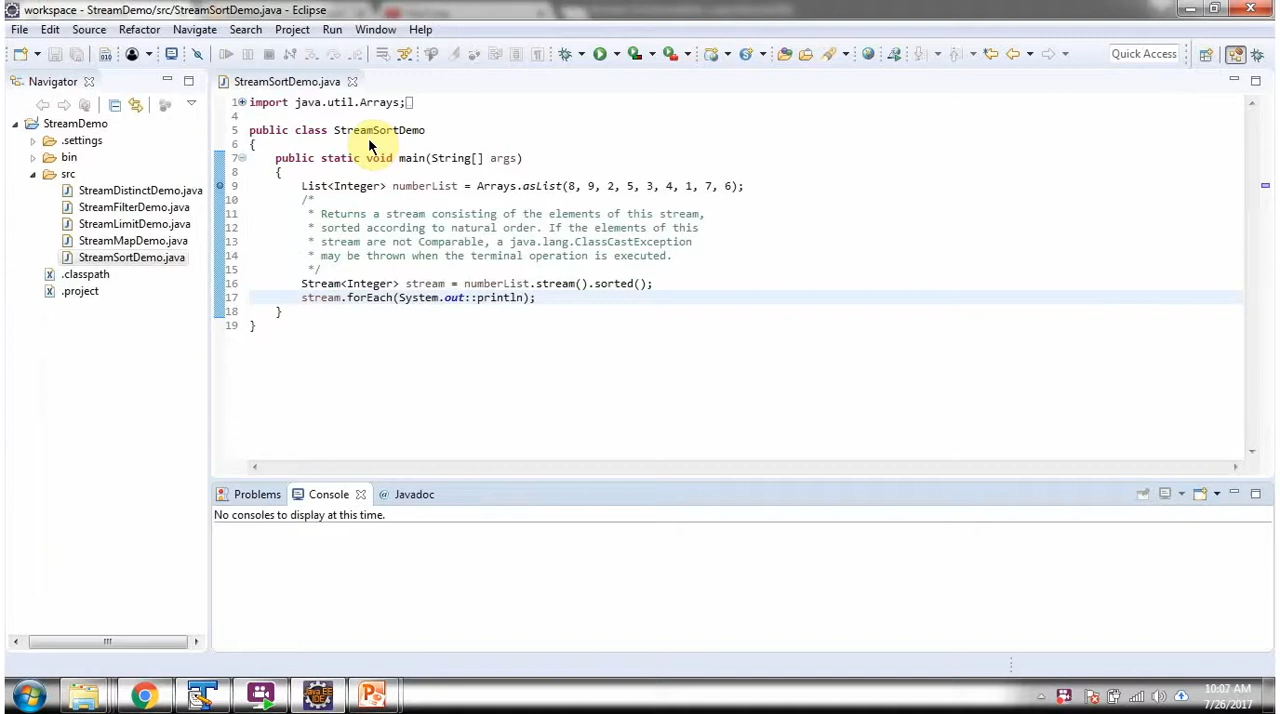 workspace - StreamDemo/src/StreamSortDemo.java - Eclipse
File Edit Source Refactor Navigate Search Project Run Window Help
Quick Access
Navigator
StreamDemo
.settings
bin
src
StreamDistinctDemo.java
StreamFilterDemo.java
StreamLimitDemo.java
StreamMapDemo.java
StreamSortDemo.java
.classpath
.project
StreamSortDemo.java
1 import java.util.Arrays;
4
5 public class StreamSortDemo
6 {
7 public static void main(String[] args)
8 {
9 List<Integer> numberList = Arrays.asList(8, 9, 2, 5, 3, 4, 1, 7, 6);
10 /*
11 * Returns a stream consisting of the elements of this stream,
12 * sorted according to natural order. If the elements of this
13 * stream are not Comparable, a java.lang.ClassCastException
14 * may be thrown when the terminal operation is executed.
15 */
16 Stream<Integer> stream = numberList.stream().sorted();
17 stream.forEach(System.out::println);
18 }
19 }
Problems Console @ Javadoc
No consoles to display at this time.
Java EE
IDE
10:07 AM
7/26/2017